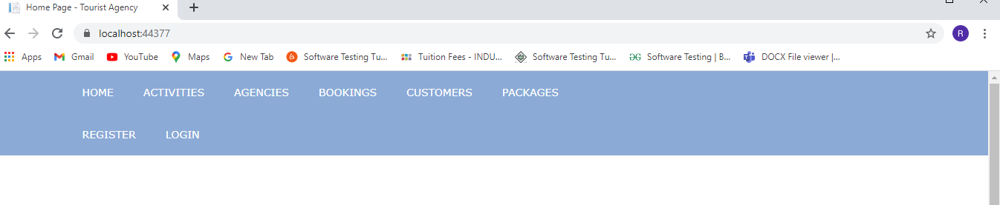 Home Page - Tourist Agency
localhost:44377
R
Apps Gmail YouTube Maps New Tab Software Testing Tu... Tuition Fees - INDU... Software Testing Tu... Software Testing | B... DOCX File viewer |...
HOME ACTIVITIES AGENCIES BOOKINGS CUSTOMERS PACKAGES
REGISTER LOGIN